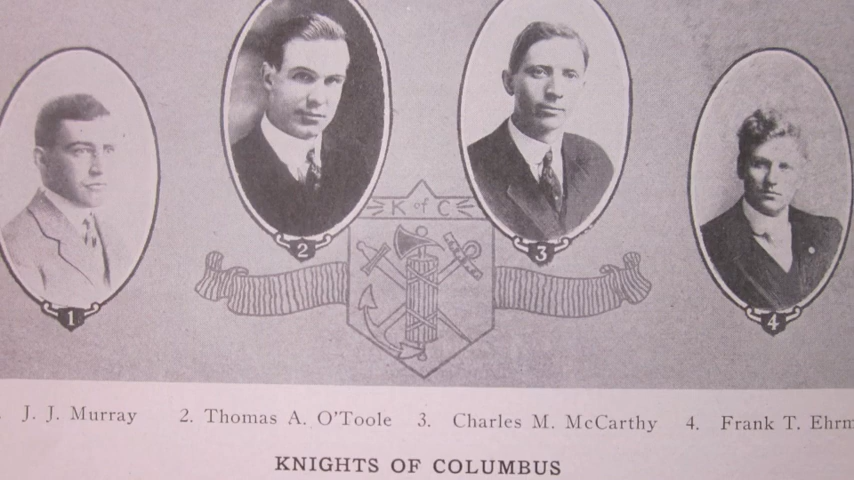 K of C
2
3
1
4
J. J. Murray 2. Thomas A. O'Toole 3. Charles M. McCarthy 4. Frank T.
KNIGHTS OF COLUMBUS